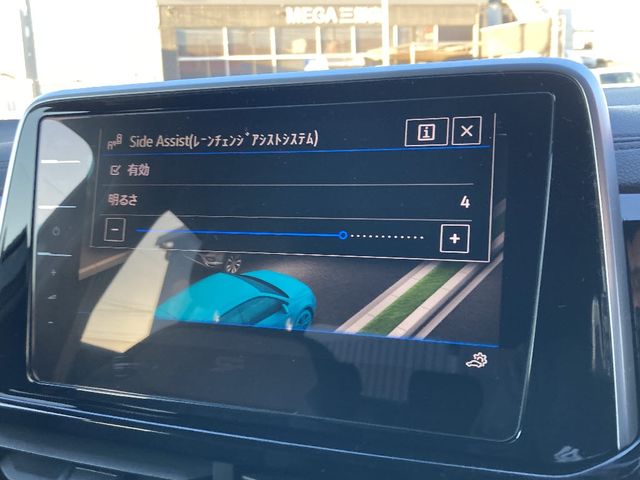 MEGA 三
Side Assist(ﾚｰﾝﾁｪﾝｼﾞｱｼｽﾄｼｽﾃﾑ)
i
×
有効
明るさ
4
−
+